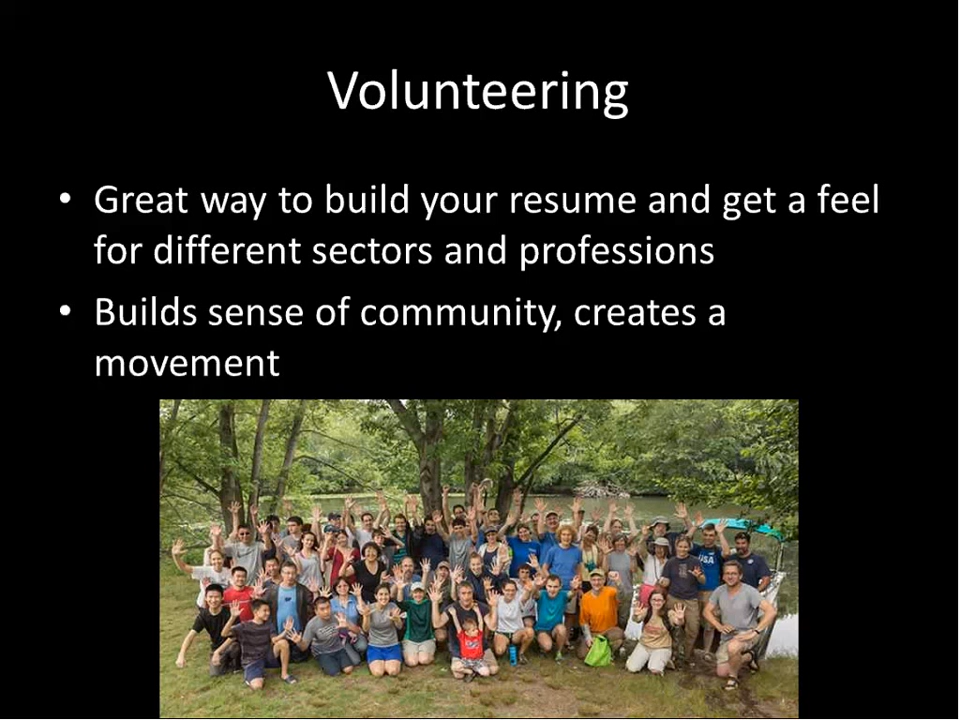 Volunteering
• Great way to build your resume and get a feel
for different sectors and professions
• Builds sense of community, creates a
movement
USA